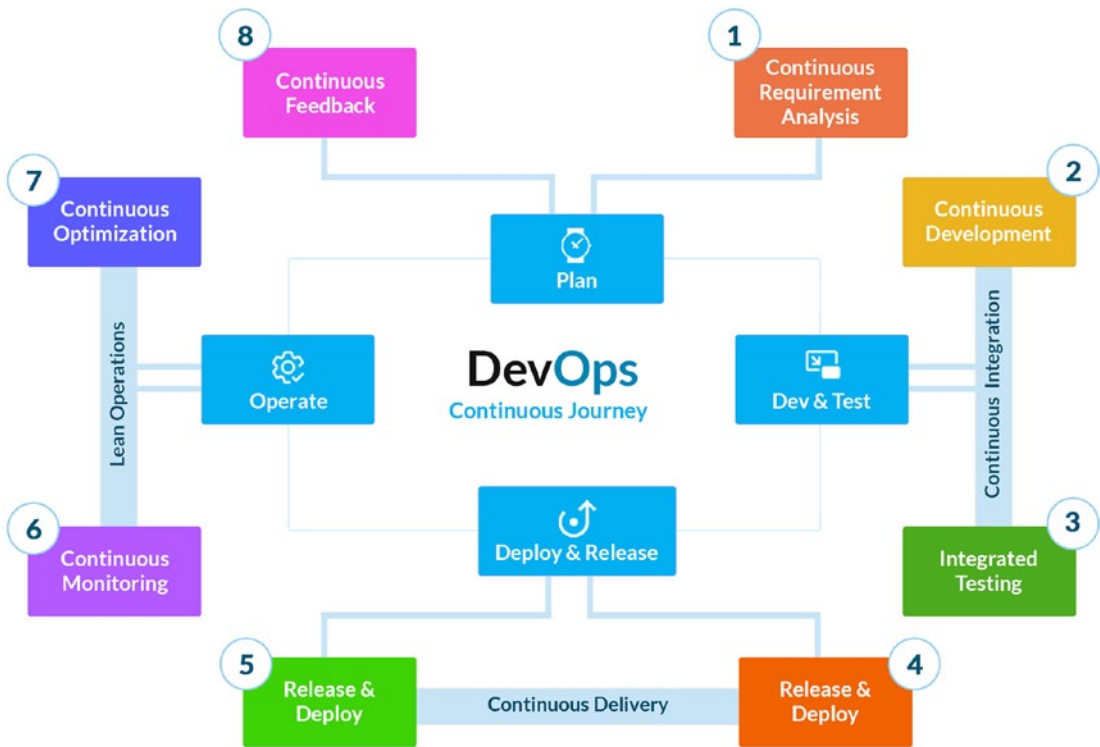 8
Continuous
Feedback
1
Continuous
Requirement
Analysis
7
Continuous
Optimization
2
Continuous
Development
Plan
Lean Operations
Operate
DevOps
Continuous Journey
Dev & Test
Continuous Integration
Deploy & Release
6
Continuous
Monitoring
3
Integrated
Testing
5
Release &
Deploy
Continuous Delivery
4
Release &
Deploy